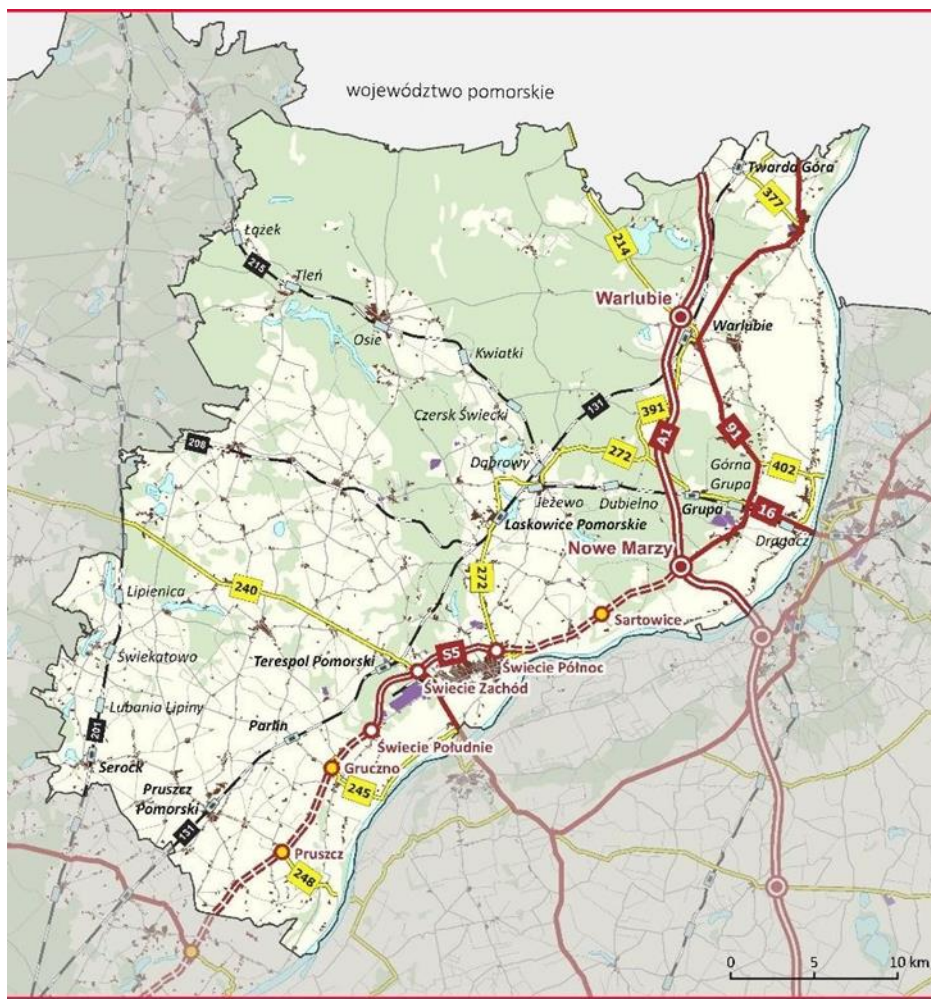 województwo pomorskie
Twarda Góra
377
Łążek
214
215
Tleń
Warlubie
Osie
Warlubie
Kwiatki
131
391
Czersk Świecki
91
A1
208
272
Górna
Grupa
402
Dąbrowy
Jeżewo
Dubielno
Grupa
16
Laskowice Pomorskie
Dragacz
Nowe Marzy
272
240
Lipienica
Sartowice
Świekatowo
Terespol Pomorski
S5
Świecie Północ
Świecie Zachód
Lubania Lipiny
201
Parlin
Świecie Południe
Serock
Gruczno
Pruszcz
Pomorski
245
131
Pruszcz
248
0
5
10 km